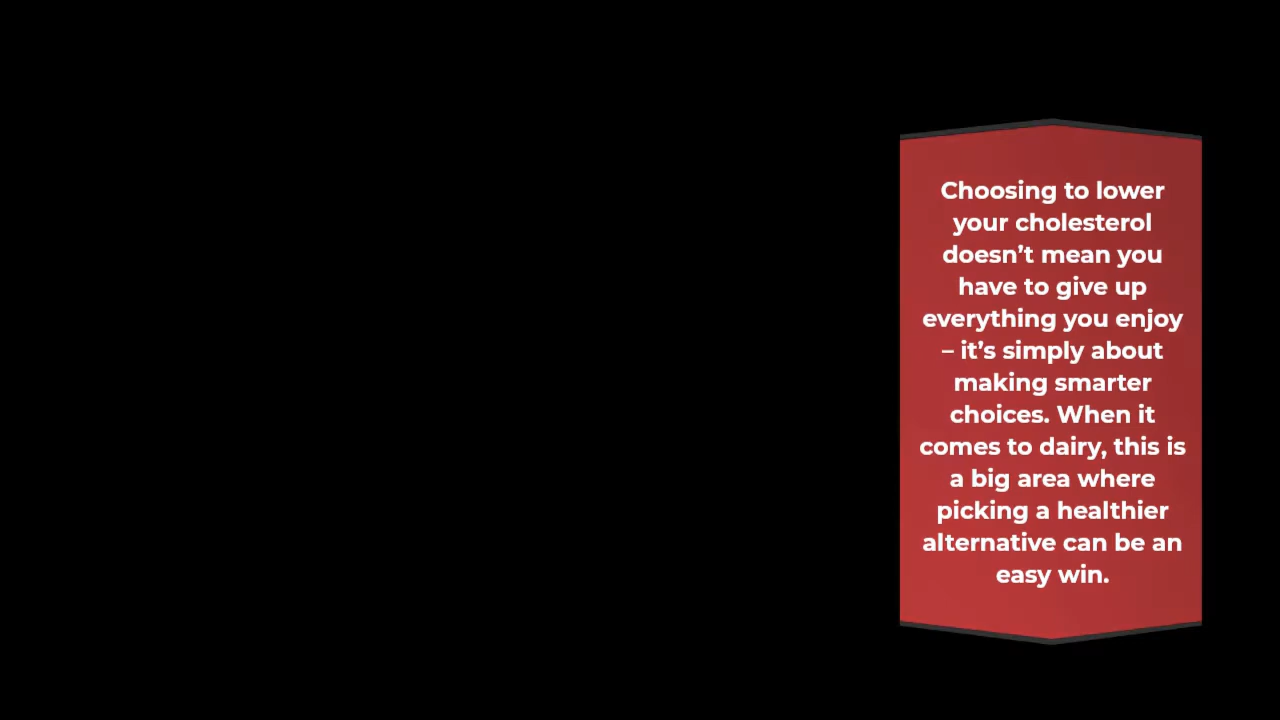 Choosing to lower
your cholesterol
doesn’t mean you
have to give up
everything you enjoy
– it’s simply about
making smarter
choices. When it
comes to dairy, this is
a big area where
picking a healthier
alternative can be an
easy win.